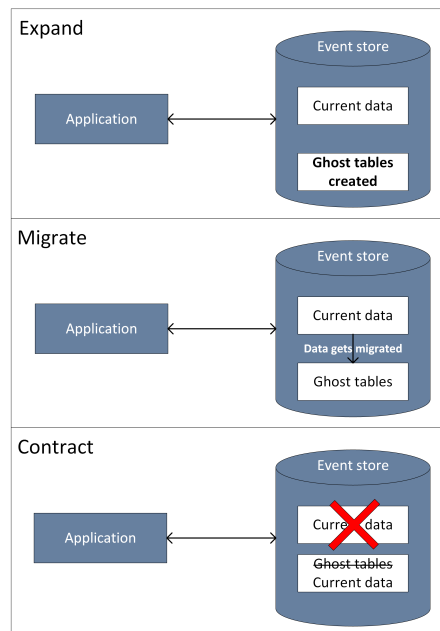 Expand
Event store
Application
Current data
Ghost tables
created
Migrate
Event store
Application
Current data
Data gets migrated
Ghost tables
Contract
Event store
Application
Current data
Ghost tables
Current data